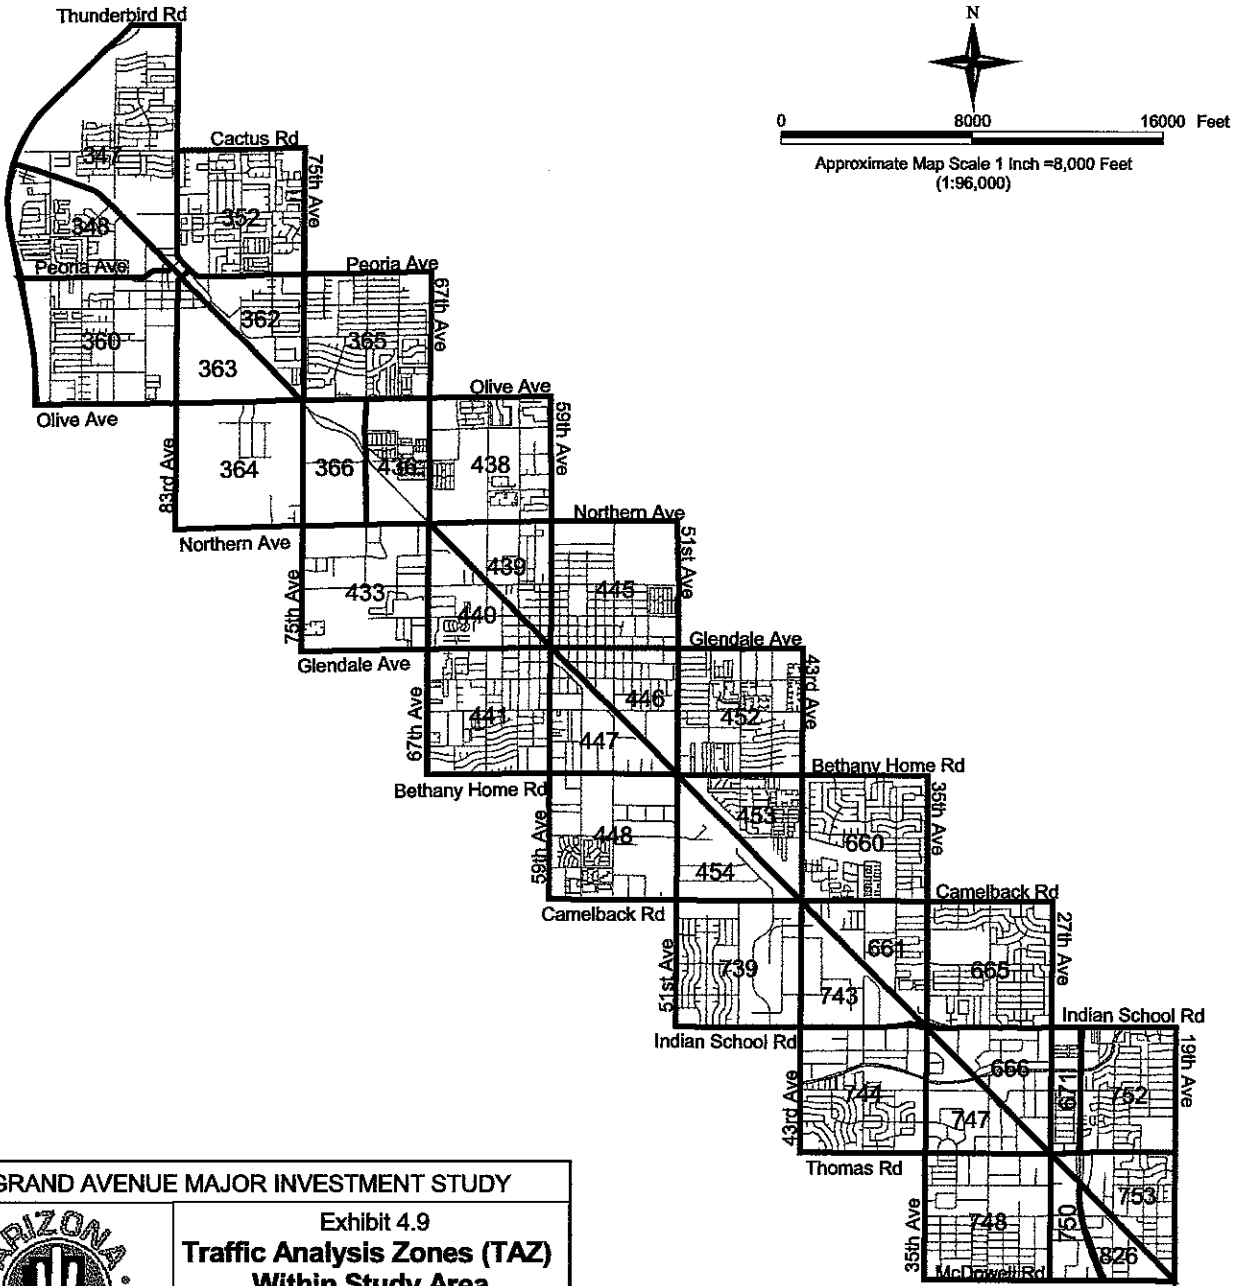 Thunderbird Rd
N
0 8000 16000 Feet
Approximate Map Scale 1 Inch =8,000 Feet
(1:96,000)
Cactus Rd
75th Ave
347
348
352
Peoria Ave
Peoria Ave
67th Ave
360
362
363
365
Olive Ave
Olive Ave
59th Ave
83rd Ave
364
366
436
438
Northern Ave
Northern Ave
51st Ave
75th Ave
433
439
440
445
Glendale Ave
Glendale Ave
43rd Ave
67th Ave
441
446
447
452
Bethany Home Rd
Bethany Home Rd
35th Ave
59th Ave
448
453
454
660
Camelback Rd
Camelback Rd
27th Ave
51st Ave
739
743
661
665
Indian School Rd
Indian School Rd
19th Ave
43rd Ave
744
666
747
671
752
Thomas Rd
35th Ave
748
750
753
826
McDowell Rd
GRAND AVENUE MAJOR INVESTMENT STUDY
ARIZONA
Exhibit 4.9
Traffic Analysis Zones (TAZ)
Within Study Area